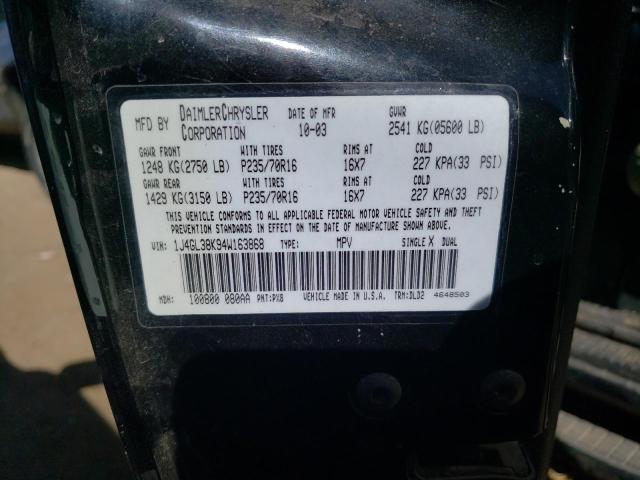 MFD BY DAIMLERCHRYSLER CORPORATION DATE OF MFR 10-03 GVWR 2541 KG(05600 LB)
GAWR FRONT WITH TIRES RIMS AT COLD
1248 KG(2750 LB) P235/70R16 16X7 227 KPA(33 PSI)
GAWR REAR WITH TIRES RIMS AT COLD
1429 KG(3150 LB) P235/70R16 16X7 227 KPA(33 PSI)
THIS VEHICLE CONFORMS TO ALL APPLICABLE FEDERAL MOTOR VEHICLE SAFETY AND THEFT
PREVENTION STANDARDS IN EFFECT ON THE DATE OF MANUFACTURE SHOWN ABOVE.
VIN: 1J4GL38K94W163868 TYPE: MPV SINGLE X DUAL
MDH: 100800 080AA PNT:PX8 VEHICLE MADE IN U.S.A. TRM:DLD2 4648503